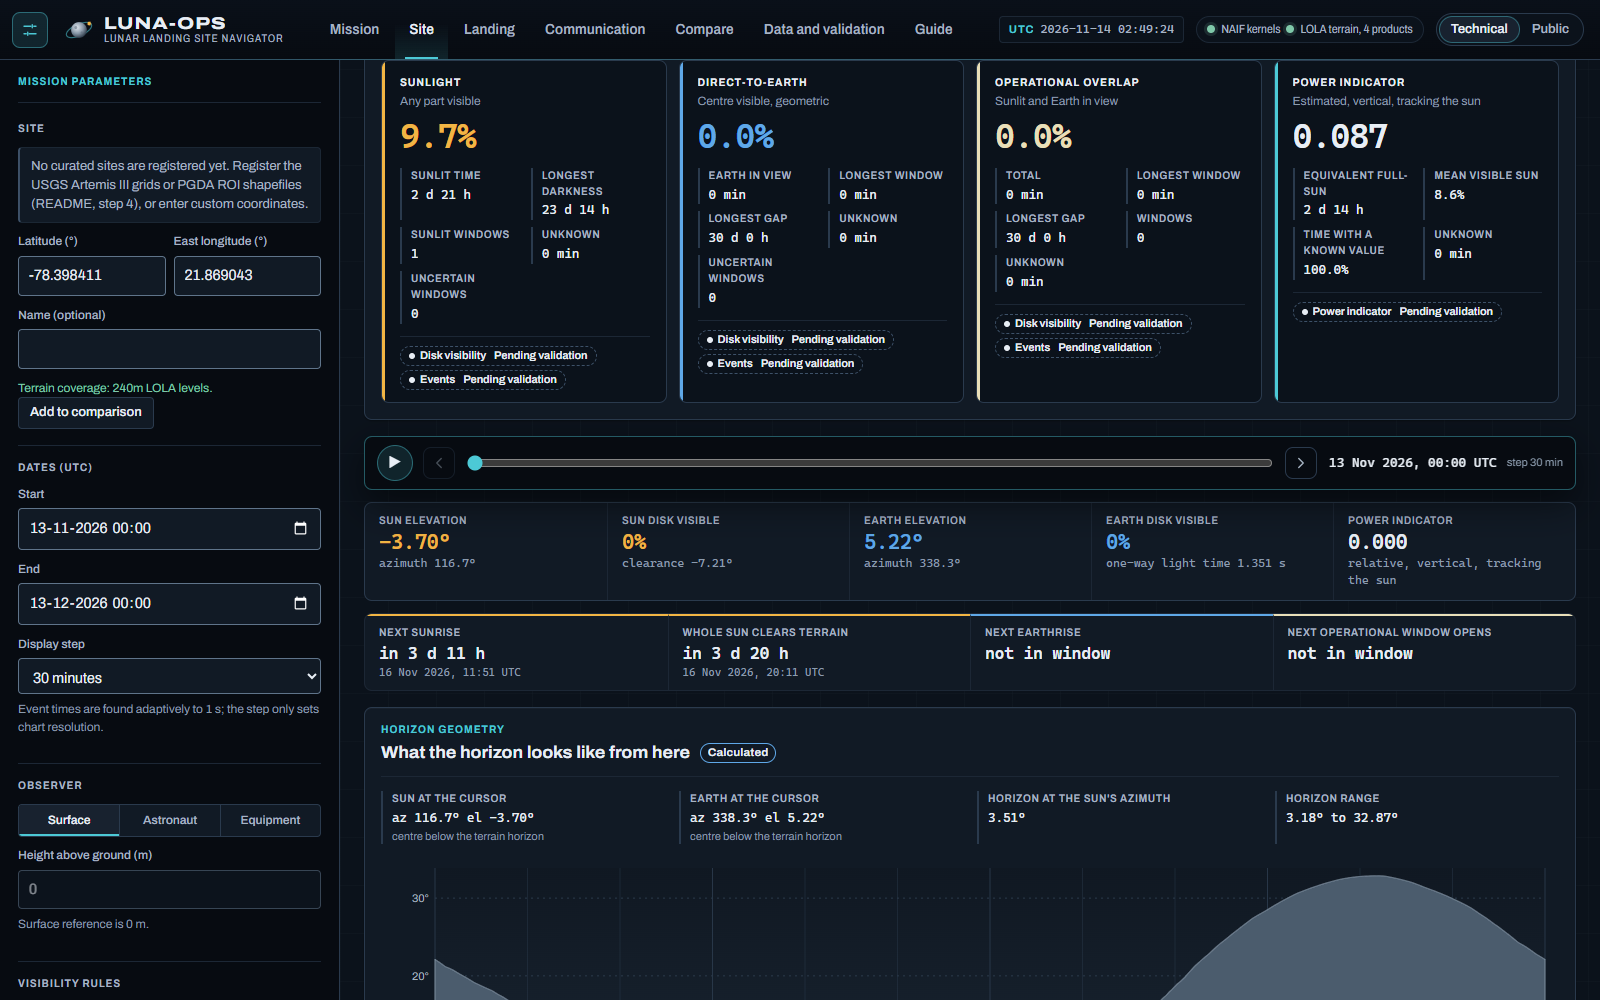 LUNA-OPS
LUNAR LANDING SITE NAVIGATOR
Mission
Site
Landing
Communication
Compare
Data and validation
Guide
UTC 2026-11-14 02:49:24
NAIF kernels
LOLA terrain, 4 products
Technical
Public
MISSION PARAMETERS
SITE
No curated sites are registered yet. Register the
USGS Artemis III grids or PGDA ROI shapefiles
(README, step 4), or enter custom coordinates.
Latitude (°)
East longitude (°)
-78.398411
21.869043
Name (optional)
Terrain coverage: 240m LOLA levels.
Add to comparison
DATES (UTC)
Start
13-11-2026 00:00
End
13-12-2026 00:00
Display step
30 minutes
Event times are found adaptively to 1 s; the step only sets
chart resolution.
OBSERVER
Surface
Astronaut
Equipment
Height above ground (m)
0
Surface reference is 0 m.
VISIBILITY RULES
SUNLIGHT
Any part visible
9.7%
SUNLIT TIME
2 d 21 h
LONGEST
DARKNESS
23 d 14 h
SUNLIT WINDOWS
1
UNKNOWN
0 min
UNCERTAIN
WINDOWS
0
Disk visibility Pending validation
Events Pending validation
DIRECT-TO-EARTH
Centre visible, geometric
0.0%
EARTH IN VIEW
0 min
LONGEST WINDOW
0 min
LONGEST GAP
30 d 0 h
UNKNOWN
0 min
UNCERTAIN
WINDOWS
0
Disk visibility Pending validation
Events Pending validation
OPERATIONAL OVERLAP
Sunlit and Earth in view
0.0%
TOTAL
0 min
LONGEST WINDOW
0 min
LONGEST GAP
30 d 0 h
WINDOWS
0
UNKNOWN
0 min
Disk visibility Pending validation
Events Pending validation
POWER INDICATOR
Estimated, vertical, tracking the sun
0.087
EQUIVALENT FULL-
SUN
2 d 14 h
MEAN VISIBLE SUN
8.6%
TIME WITH A
KNOWN VALUE
100.0%
UNKNOWN
0 min
Power indicator Pending validation
13 Nov 2026, 00:00 UTC
step 30 min
SUN ELEVATION
−3.70°
azimuth 116.7°
SUN DISK VISIBLE
0%
clearance −7.21°
EARTH ELEVATION
5.22°
azimuth 338.3°
EARTH DISK VISIBLE
0%
one-way light time 1.351 s
POWER INDICATOR
0.000
relative, vertical, tracking
the sun
NEXT SUNRISE
in 3 d 11 h
16 Nov 2026, 11:51 UTC
WHOLE SUN CLEARS TERRAIN
in 3 d 20 h
16 Nov 2026, 20:11 UTC
NEXT EARTHRISE
not in window
NEXT OPERATIONAL WINDOW OPENS
not in window
HORIZON GEOMETRY
What the horizon looks like from here
Calculated
SUN AT THE CURSOR
az 116.7° el −3.70°
centre below the terrain horizon
EARTH AT THE CURSOR
az 338.3° el 5.22°
centre below the terrain horizon
HORIZON AT THE SUN'S AZIMUTH
3.51°
HORIZON RANGE
3.18° to 32.87°
30°
20°